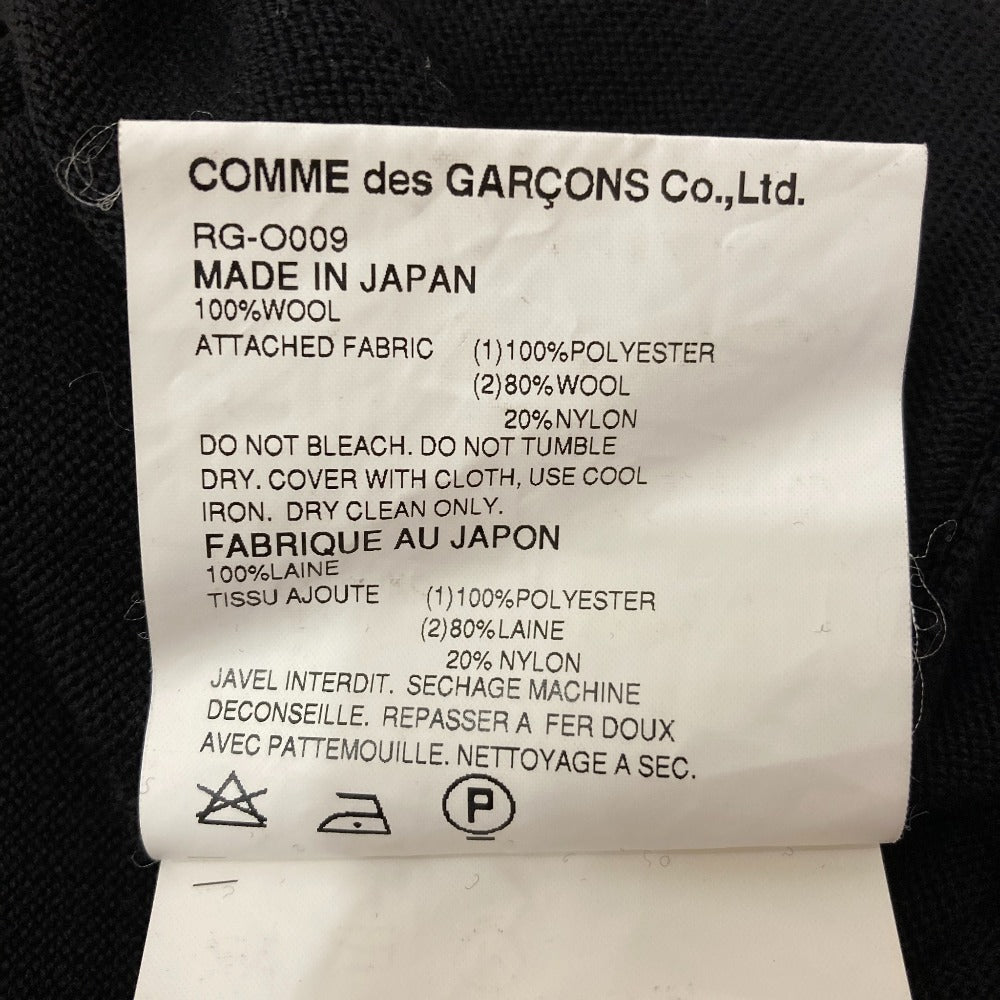 COMME des GARÇONS Co.,Ltd.
RG-O009
MADE IN JAPAN
100%WOOL
ATTACHED FABRIC (1)100%POLYESTER
(2)80%WOOL
20%NYLON
DO NOT BLEACH. DO NOT TUMBLE
DRY. COVER WITH CLOTH, USE COOL
IRON. DRY CLEAN ONLY.
FABRIQUE AU JAPON
100%LAINE
TISSU AJOUTE (1)100%POLYESTER
(2)80%LAINE
20% NYLON
JAVEL INTERDIT. SECHAGE MACHINE
DECONSEILLE. REPASSER A FER DOUX
AVEC PATTEMOUILLE. NETTOYAGE A SEC.
P